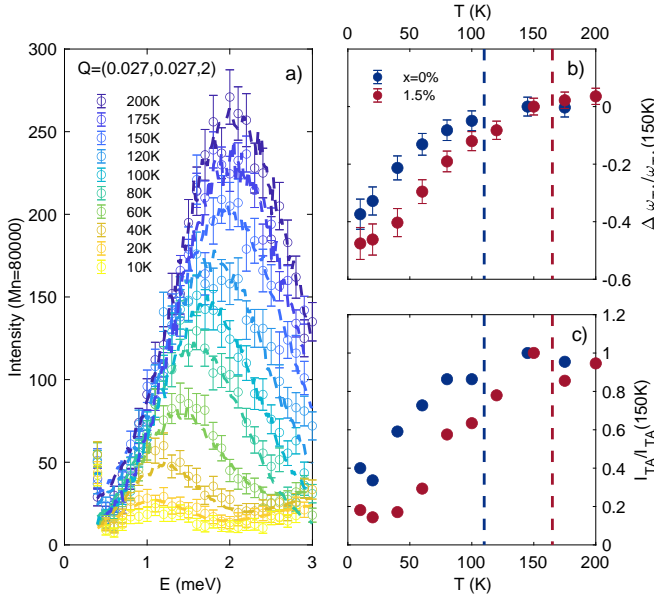 Q=(0.027,0.027,2)
a)
200K
175K
150K
120K
100K
80K
60K
40K
20K
10K
300
250
200
150
100
50
0
Intensity (Mn=80000)
0 1 2 3
E (meV)
T (K)
0 50 100 150 200
b)
x=0%
1.5%
0
-0.2
-0.4
-0.6
c)
1.2
1
0.8
0.6
0.4
0.2
0
I_TA/I_TA(150K)
0 50 100 150 200
T (K)